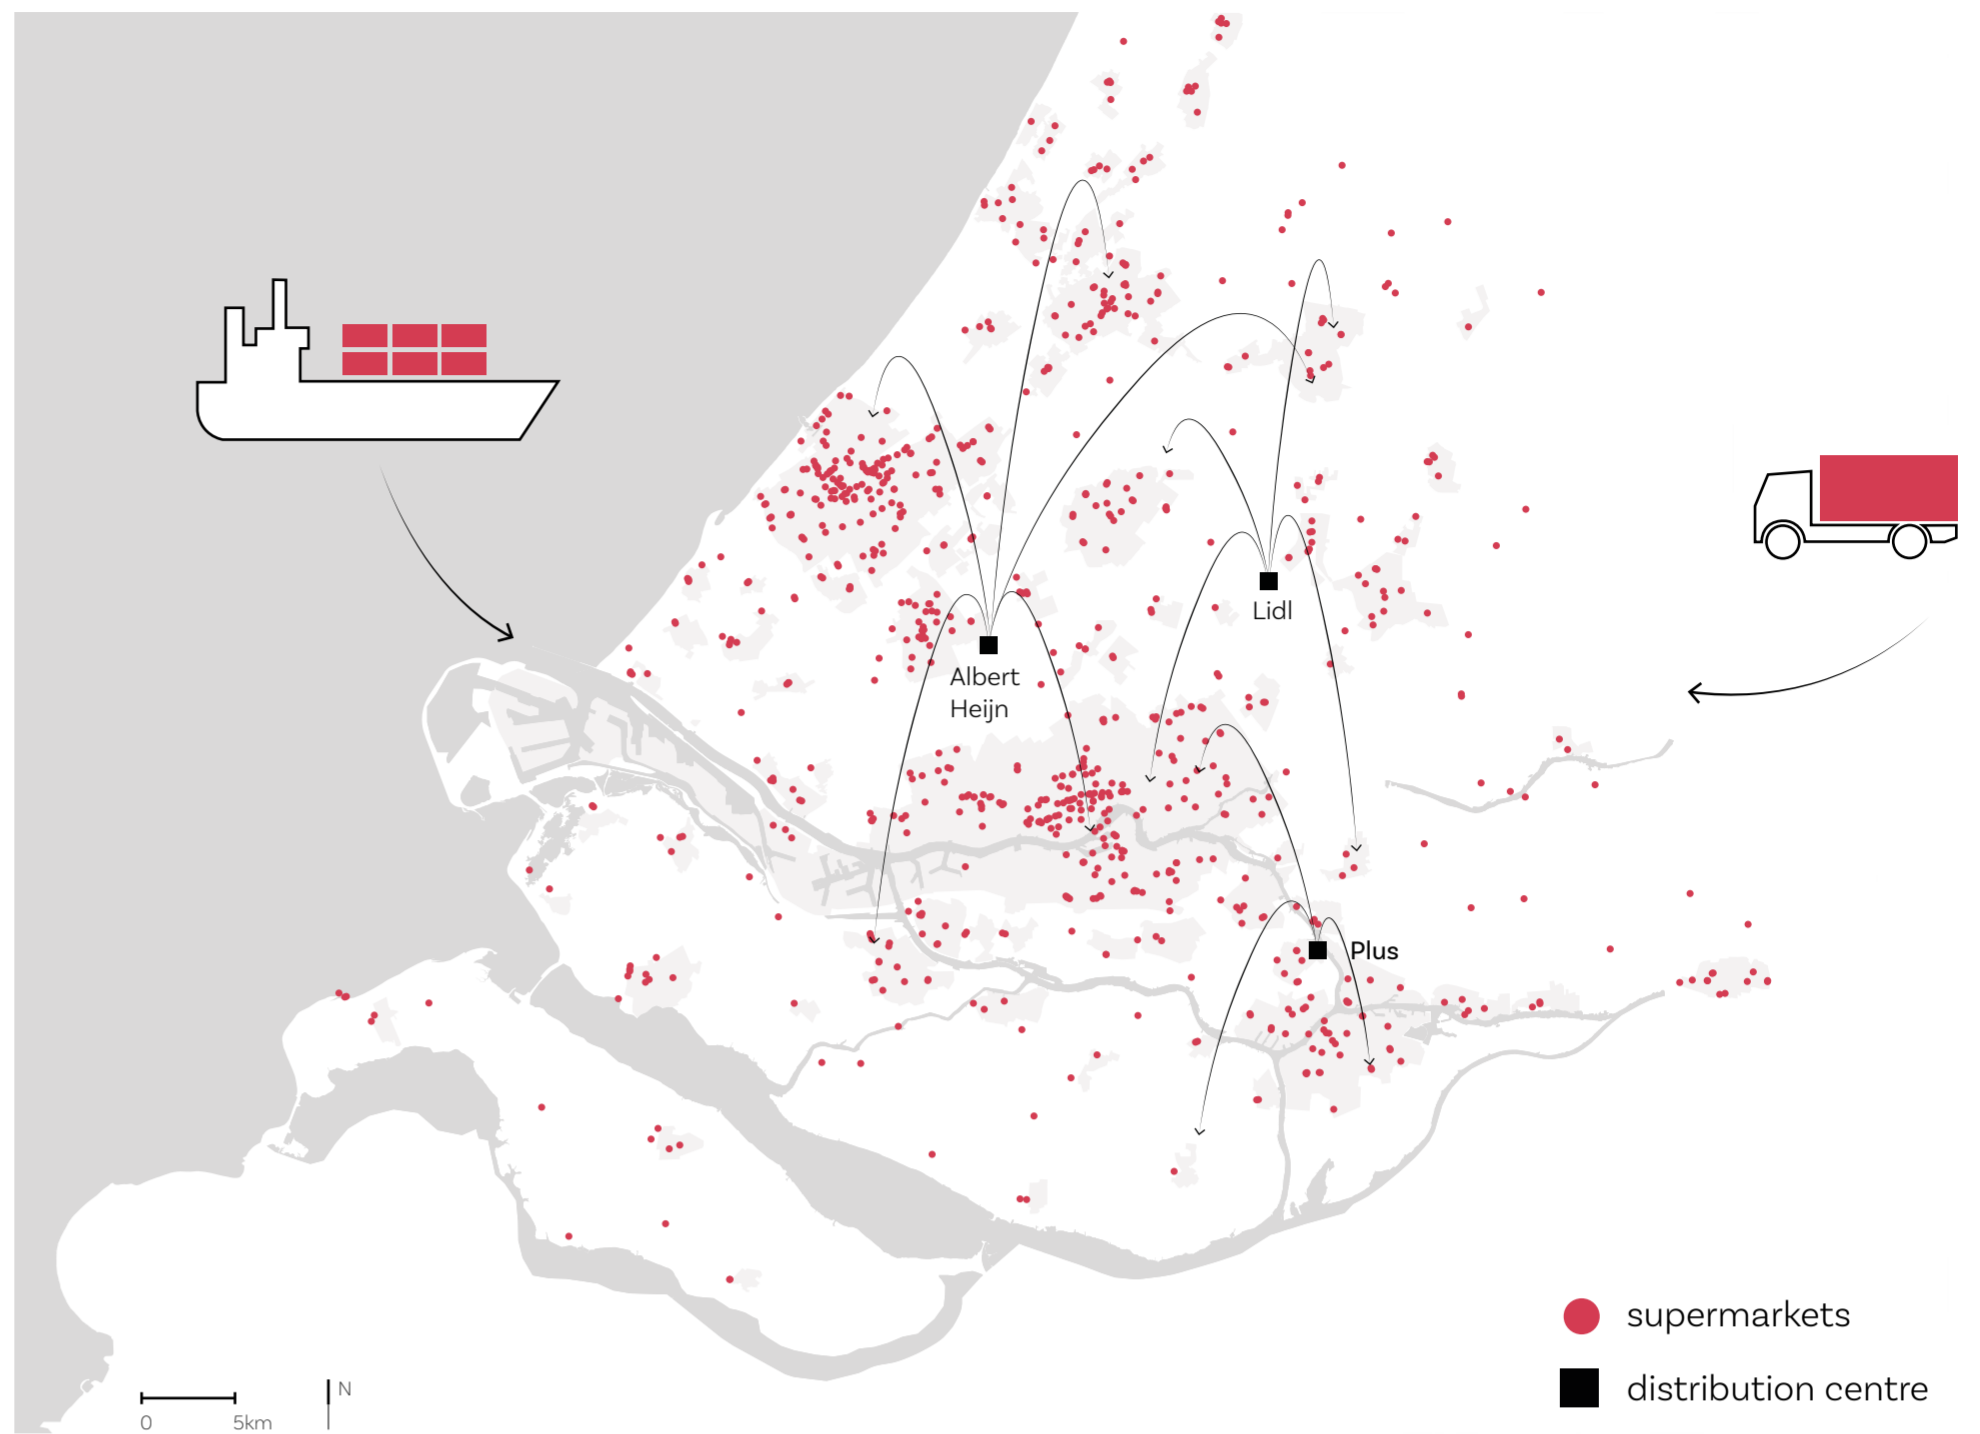 Lidl
Albert
Heijn
Plus
supermarkets
distribution centre
N
0 5km